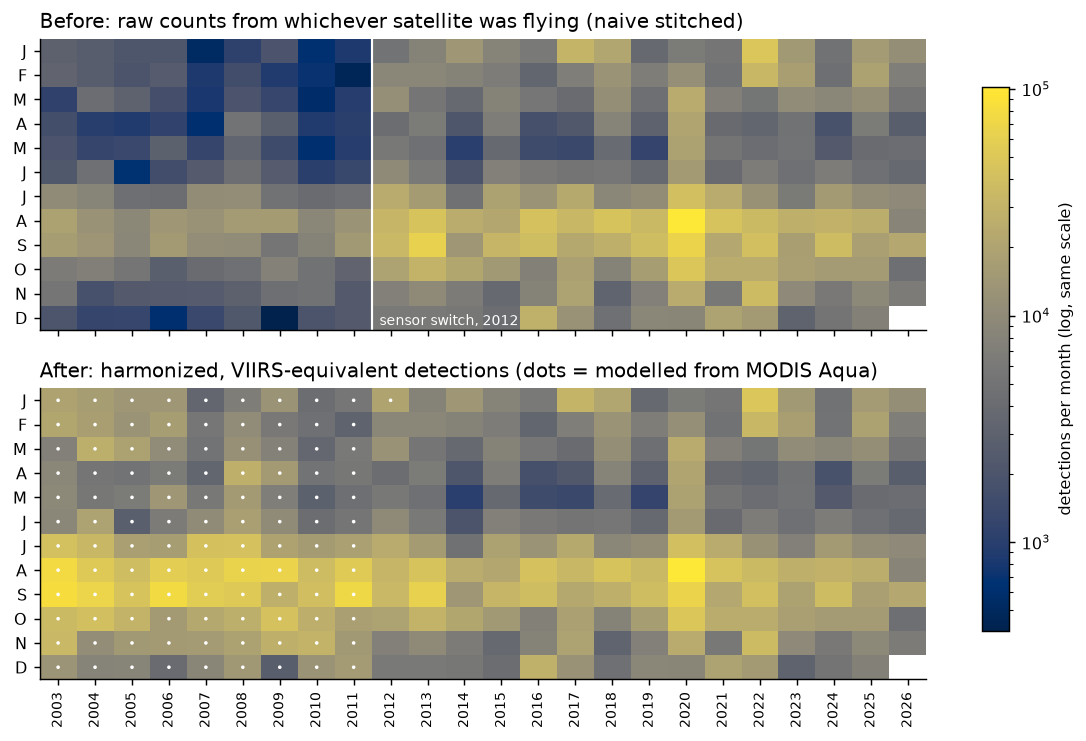 Before: raw counts from whichever satellite was flying (naive stitched)
J
F
M
A
M
J
J
A
S
O
N
D
sensor switch, 2012
After: harmonized, VIIRS-equivalent detections (dots = modelled from MODIS Aqua)
J
F
M
A
M
J
J
A
S
O
N
D
2003 2004 2005 2006 2007 2008 2009 2010 2011 2012 2013 2014 2015 2016 2017 2018 2019 2020 2021 2022 2023 2024 2025 2026
10⁵
10⁴
10³
detections per month (log, same scale)